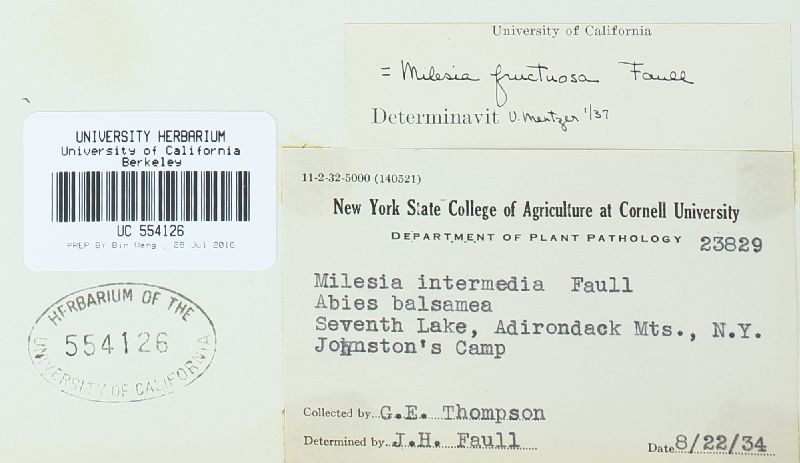 University of California
= Milesia fructuosa Faull
Determinavit V. Mentzer 1/37
UNIVERSITY HERBARIUM
University of California
Berkeley
UC 554126
PREP BY Bin Wang , 28 Jul 2016
HERBARIUM OF THE
554126
UNIVERSITY OF CALIFORNIA
11-2-32-5000 (140521)
New York State College of Agriculture at Cornell University
DEPARTMENT OF PLANT PATHOLOGY 23829
Milesia intermedia Faull
Abies balsamea
Seventh Lake, Adirondack Mts., N.Y.
Johnston's Camp
Collected by G.E. Thompson
Determined by J.H. Faull
Date 8/22/34